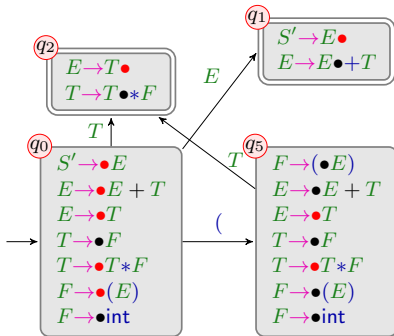 q1
S′→●E
E→E●+T
q2
E→T●
T→T●*F
E
T
T
q0
S′→●E
E→●E + T
E→●T
T→●F
T→●T*F
F→●(E)
F→●int
(
q5
F→(●E)
E→●E + T
E→●T
T→●F
T→●T*F
F→●(E)
F→●int